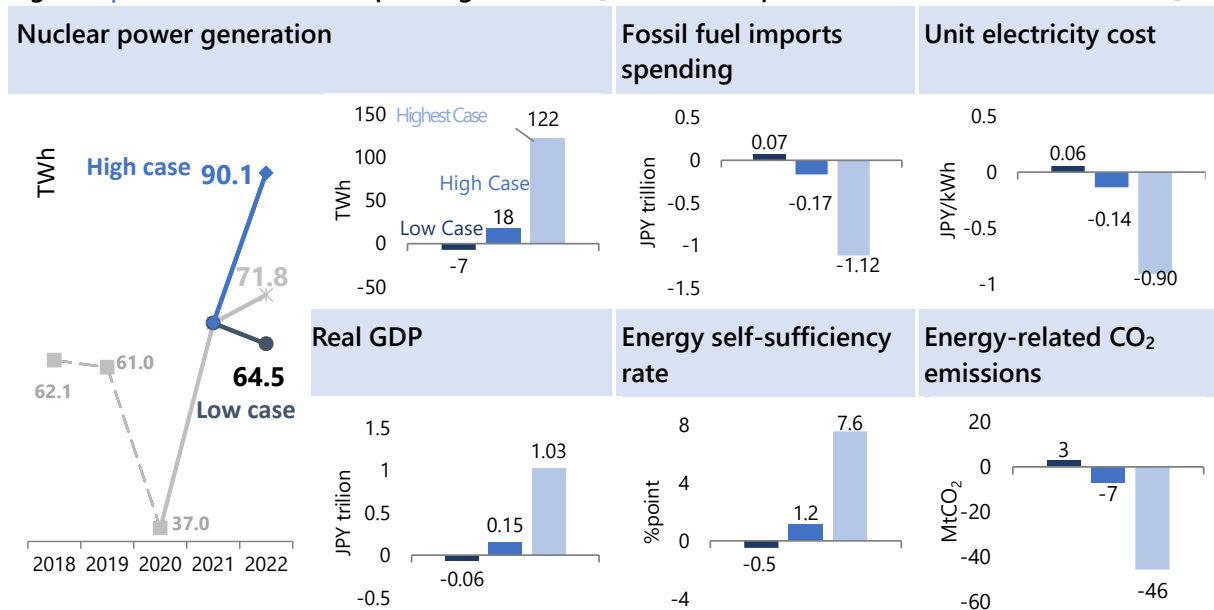 Nuclear power generation
Fossil fuel imports
spending
Unit electricity cost
TWh
High case
90.1
71.8
64.5
Low case
62.1
61.0
37.0
2018 2019 2020 2021 2022
TWh
150
100
50
0
-50
Highest Case
High Case
Low Case
-7
18
122
JPY trillion
0.5
0
-0.5
-1
-1.5
0.07
-0.17
-1.12
JPY/kWh
0.5
0
-0.5
-1
0.06
-0.14
-0.90
Real GDP
Energy self-sufficiency
rate
Energy-related CO₂
emissions
JPY trilion
1.5
1
0.5
0
-0.5
-0.06
0.15
1.03
%point
8
4
0
-4
-0.5
1.2
7.6
MtCO₂
20
0
-20
-40
-60
3
-7
-46